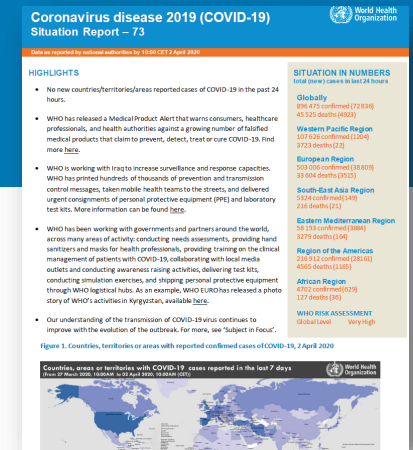 Coronavirus disease 2019 (COVID-19)
Situation Report – 73
World Health
Organization
Data as reported by national authorities by 10:00 CET 2 April 2020
HIGHLIGHTS
• No new countries/territories/areas reported cases of COVID-19 in the past 24
hours.
• WHO has released a Medical Product Alert that warns consumers, healthcare
professionals, and health authorities against a growing number of falsified
medical products that claim to prevent, detect, treat or cure COVID-19. Find
more here.
• WHO is working with Iraq to increase surveillance and response capacities.
WHO has printed hundreds of thousands of prevention and transmission
control messages, taken mobile health teams to the streets, and delivered
urgent consignments of personal protective equipment (PPE) and laboratory
test kits. More information can be found here.
• WHO has been working with governments and partners around the world,
across many areas of activity: conducting needs assessments, providing hand
sanitizers and masks for health professionals, providing training on the clinical
management of patients with COVID-19, collaborating with local media
outlets and conducting awareness raising activities, delivering test kits,
conducting simulation exercises, and shipping personal protective equipment
through WHO logistical hubs. As an example, WHO EURO has released a photo
story of WHO's activities in Kyrgyzstan, available here.
• Our understanding of the transmission of COVID-19 virus continues to
improve with the evolution of the outbreak. For more, see 'Subject in Focus'.
SITUATION IN NUMBERS
total (new) cases in last 24 hours
Globally
896 475 confirmed (72 836)
45 525 deaths (4923)
Western Pacific Region
107 626 confirmed (1204)
3723 deaths (22)
European Region
503 006 confirmed (38 809)
33 604 deaths (3515)
South-East Asia Region
5324 confirmed (149)
216 deaths (21)
Eastern Mediterranean Region
58 193 confirmed (3884)
3279 deaths (164)
Region of the Americas
216 912 confirmed (28 161)
4565 deaths (1165)
African Region
4702 confirmed (629)
127 deaths (36)
WHO RISK ASSESSMENT
Global Level Very High
Figure 1. Countries, territories or areas with reported confirmed cases of COVID-19, 2 April 2020
Countries, areas or territories with COVID-19 cases reported in the last 7 days
(From 27 March 2020, 10:00AM to 02 April 2020, 10:00AM (CET))
World Health
Organization